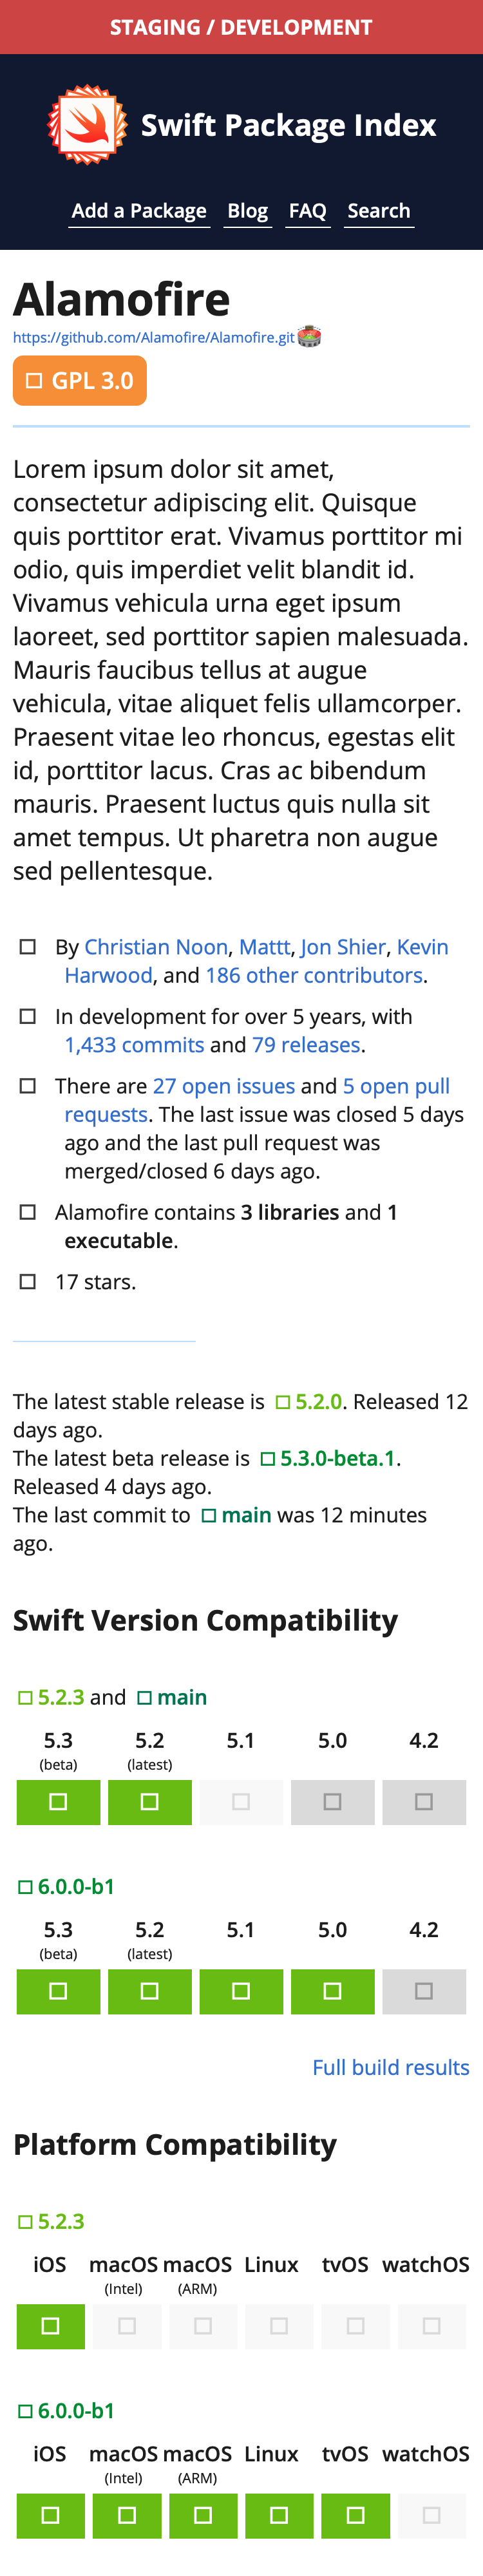 STAGING / DEVELOPMENT
Swift Package Index
Add a Package Blog FAQ Search
Alamofire
https://github.com/Alamofire/Alamofire.git
GPL 3.0
Lorem ipsum dolor sit amet,
consectetur adipiscing elit. Quisque
quis porttitor erat. Vivamus porttitor mi
odio, quis imperdiet velit blandit id.
Vivamus vehicula urna eget ipsum
laoreet, sed porttitor sapien malesuada.
Mauris faucibus tellus at augue
vehicula, vitae aliquet felis ullamcorper.
Praesent vitae leo rhoncus, egestas elit
id, porttitor lacus. Cras ac bibendum
mauris. Praesent luctus quis nulla sit
amet tempus. Ut pharetra non augue
sed pellentesque.
By Christian Noon, Mattt, Jon Shier, Kevin
Harwood, and 186 other contributors.
In development for over 5 years, with
1,433 commits and 79 releases.
There are 27 open issues and 5 open pull
requests. The last issue was closed 5 days
ago and the last pull request was
merged/closed 6 days ago.
Alamofire contains 3 libraries and 1
executable.
17 stars.
The latest stable release is 5.2.0. Released 12
days ago.
The latest beta release is 5.3.0-beta.1.
Released 4 days ago.
The last commit to main was 12 minutes
ago.
Swift Version Compatibility
5.2.3 and main
5.3 5.2 5.1 5.0 4.2
(beta) (latest)
6.0.0-b1
5.3 5.2 5.1 5.0 4.2
(beta) (latest)
Full build results
Platform Compatibility
5.2.3
iOS macOS macOS Linux tvOS watchOS
(Intel) (ARM)
6.0.0-b1
iOS macOS macOS Linux tvOS watchOS
(Intel) (ARM)